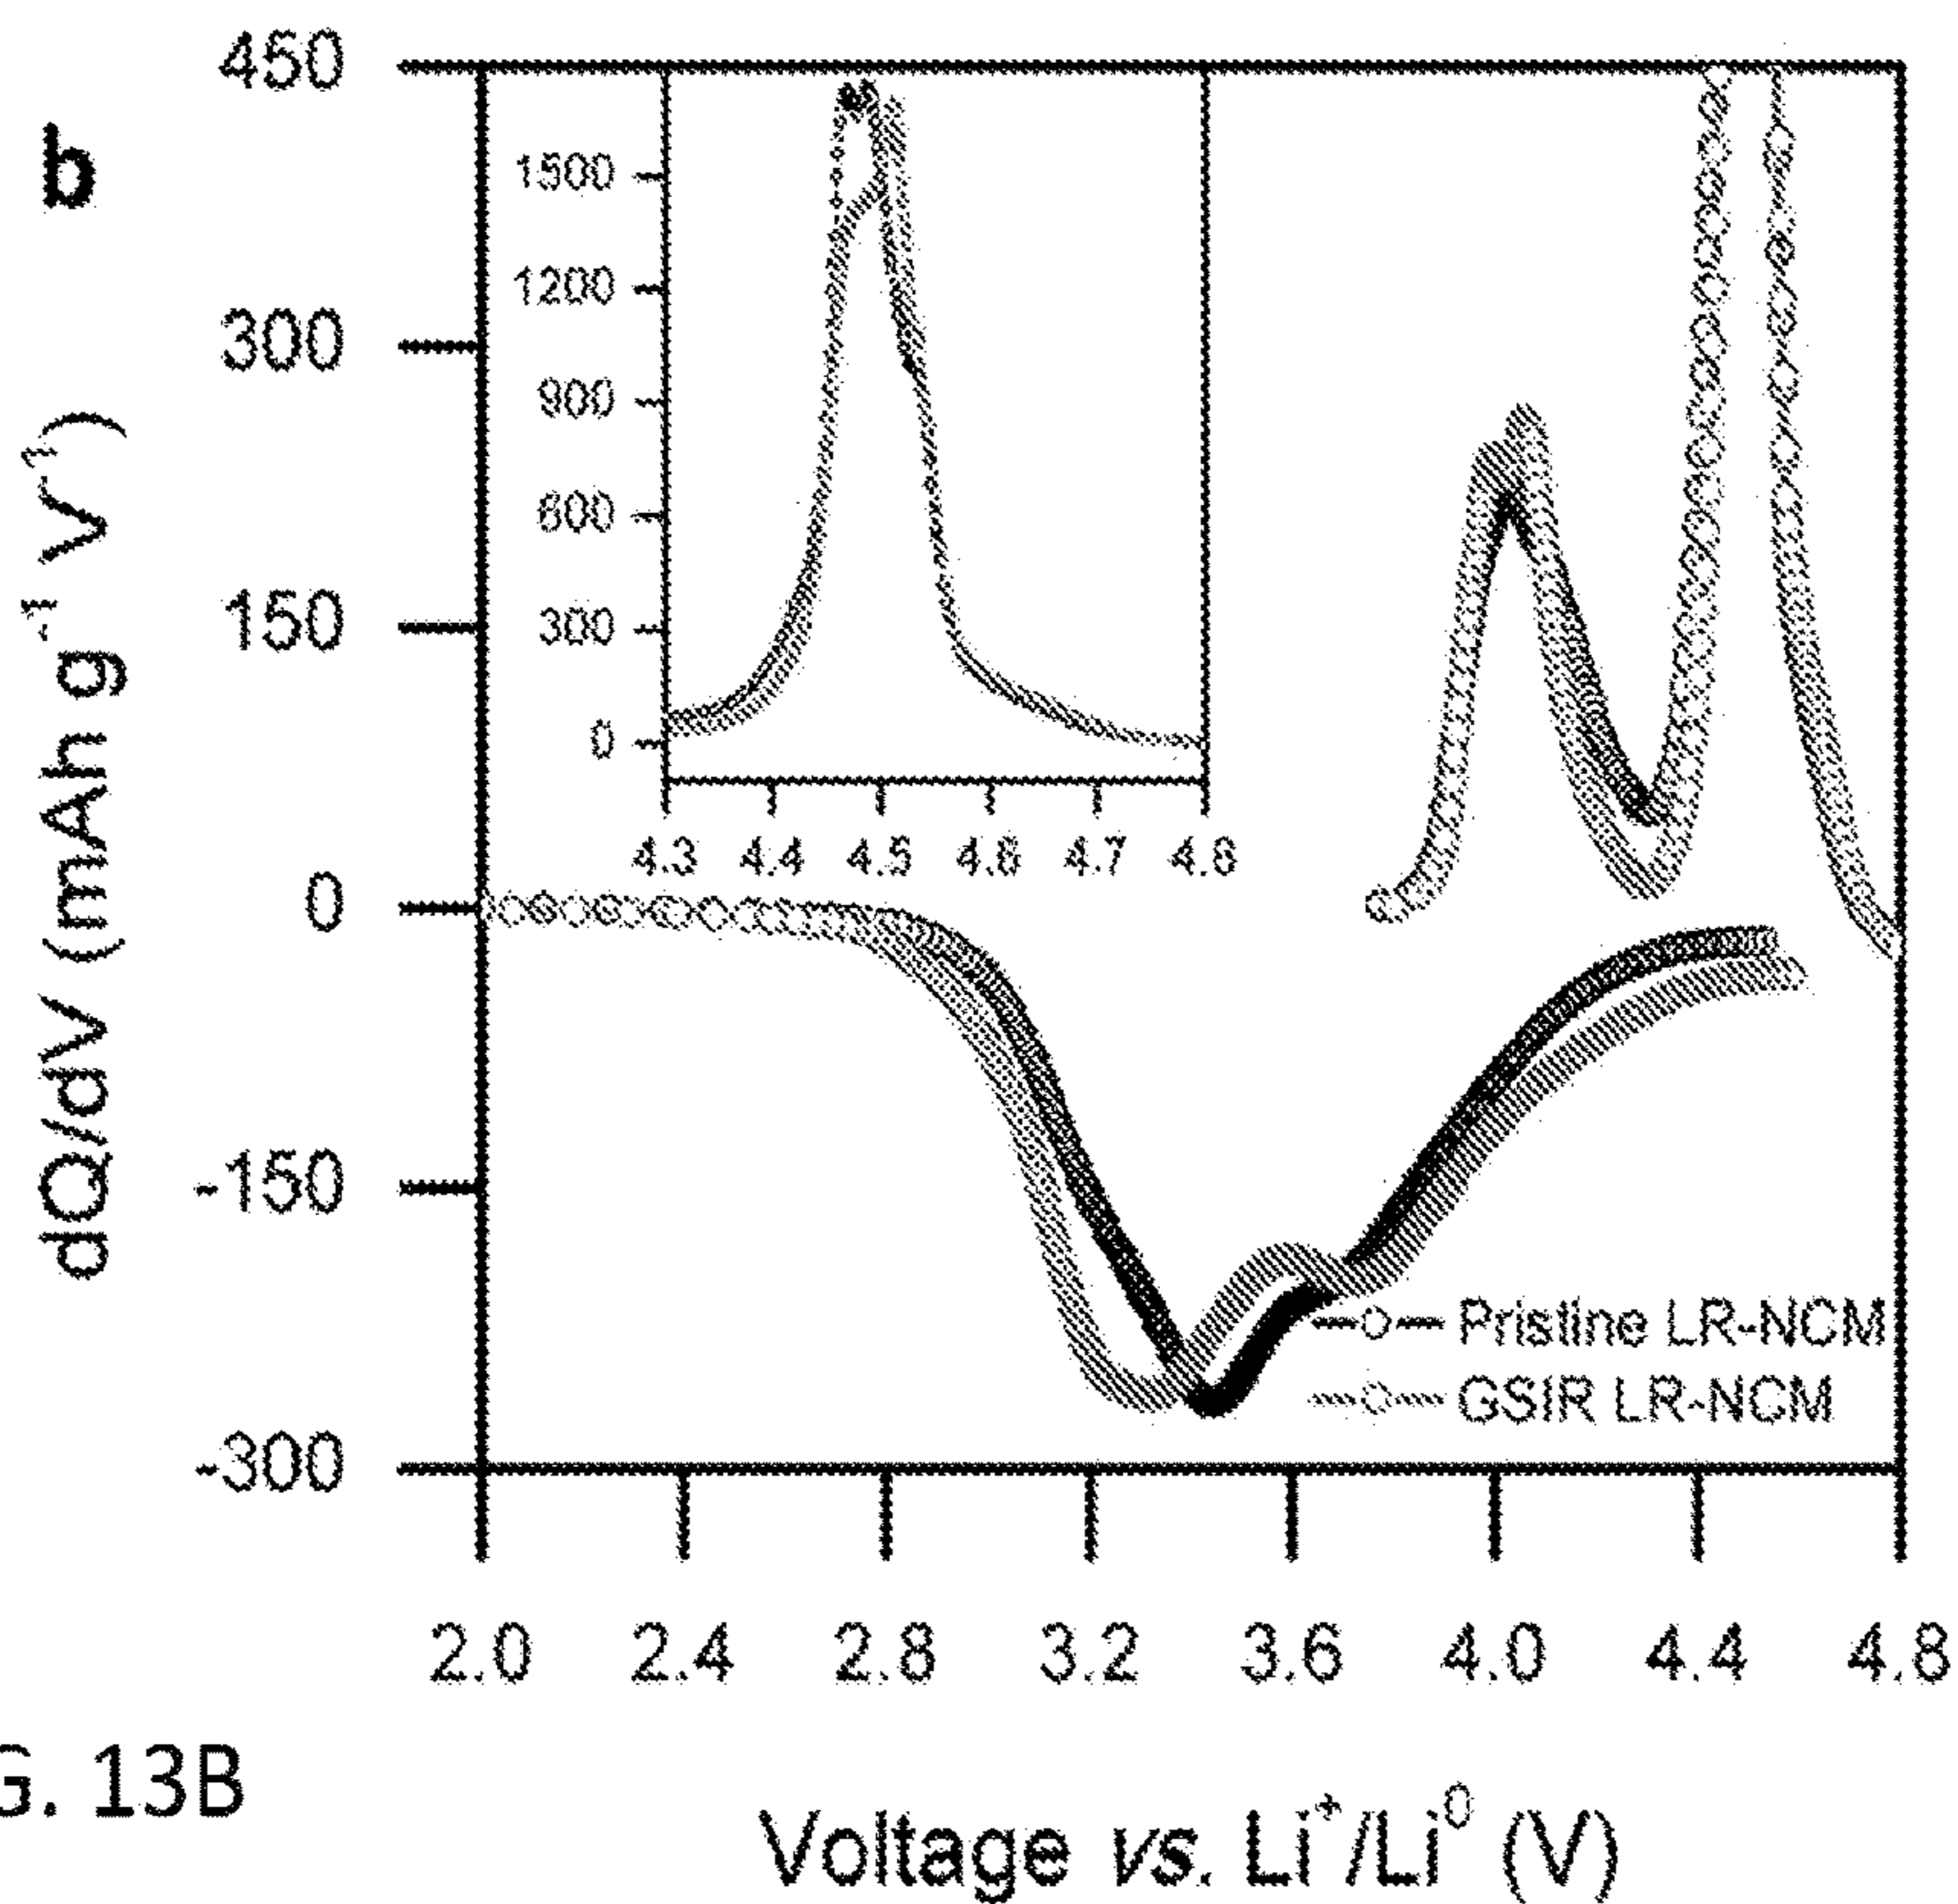 b
dQ/dV (mAh g⁻¹ V⁻¹)
450
300
150
0
-150
-300
1500
1200
900
600
300
0
4.3 4.4 4.5 4.6 4.7 4.8
Pristine LR-NCM
GSIR LR-NCM
2.0 2.4 2.8 3.2 3.6 4.0 4.4 4.8
Voltage vs. Li⁺/Li⁰ (V)
G. 13B